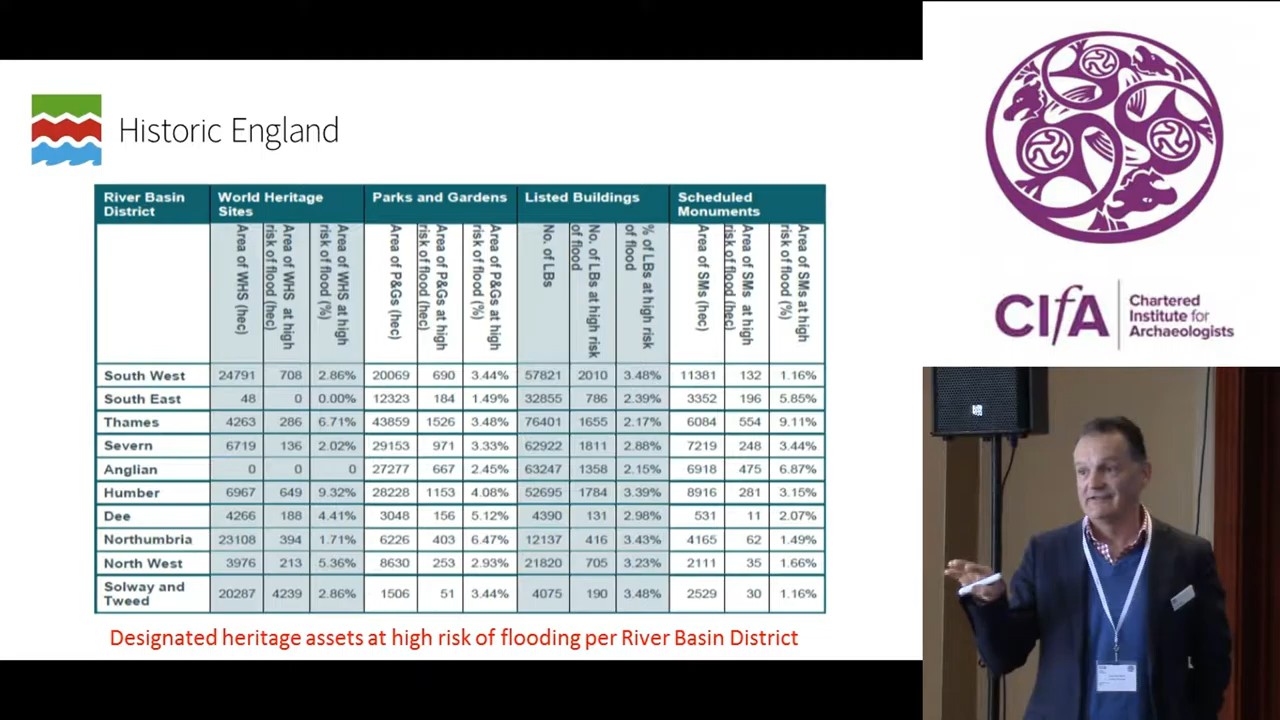 Historic England
River Basin District World Heritage Sites Parks and Gardens Listed Buildings Scheduled Monuments
Area of WHS (hec) Area of WHS at high risk of flood (hec) Area of WHS at high risk of flood (%) Area of P&Gs (hec) Area of P&Gs at high risk of flood (hec) Area of P&Gs at high risk of flood (%) No. of LBs No. of LBs at high risk of flood % of LBs at high risk of flood Area of SMs (hec) Area of SMs at high risk of flood (hec) Area of SMs at high risk of flood (%)
South West 24791 708 2.86% 20069 690 3.44% 57821 2010 3.48% 11381 132 1.16%
South East 48 0 0.00% 12323 184 1.49% 32855 786 2.39% 3352 196 5.85%
Thames 4263 286 6.71% 43859 1526 3.48% 76401 1655 2.17% 6084 554 9.11%
Severn 6719 136 2.02% 29153 971 3.33% 62922 1811 2.88% 7219 248 3.44%
Anglian 0 0 0 27277 667 2.45% 63247 1358 2.15% 6918 475 6.87%
Humber 6967 649 9.32% 28228 1153 4.08% 52695 1784 3.39% 8916 281 3.15%
Dee 4266 188 4.41% 3048 156 5.12% 4390 131 2.98% 531 11 2.07%
Northumbria 23108 394 1.71% 6226 403 6.47% 12137 416 3.43% 4165 62 1.49%
North West 3976 213 5.36% 8630 253 2.93% 21820 705 3.23% 2111 35 1.66%
Solway and Tweed 20287 4239 2.86% 1506 51 3.44% 4075 190 3.48% 2529 30 1.16%
Designated heritage assets at high risk of flooding per River Basin District
CIfA
Chartered
Institute for
Archaeologists